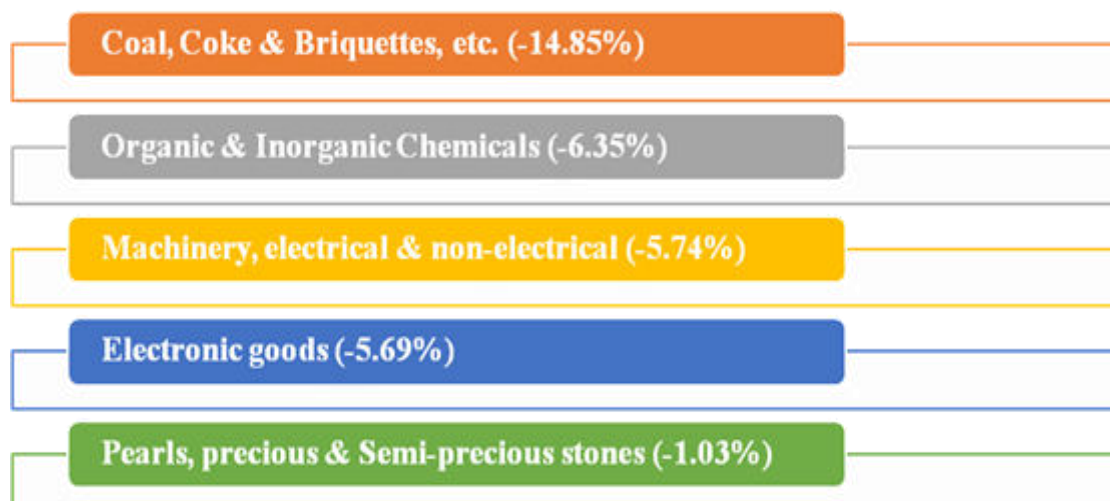 Coal, Coke & Briquettes, etc. (-14.85%)
Organic & Inorganic Chemicals (-6.35%)
Machinery, electrical & non-electrical (-5.74%)
Electronic goods (-5.69%)
Pearls, precious & Semi-precious stones (-1.03%)